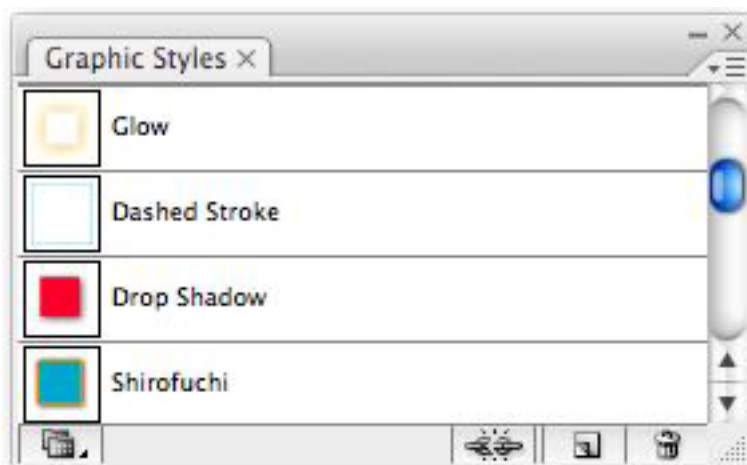 Graphic Styles
Glow
Dashed Stroke
Drop Shadow
Shirofuchi